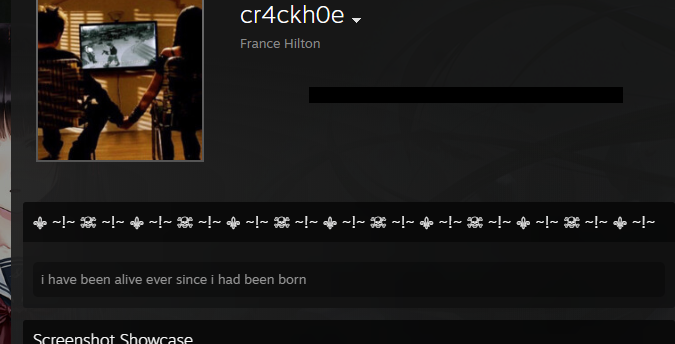 cr4ckh0e
France Hilton
⚜ ~!~ ☠ ~!~ ⚜ ~!~ ☠ ~!~ ⚜ ~!~ ☠ ~!~ ⚜ ~!~ ☠ ~!~ ⚜ ~!~ ☠ ~!~ ⚜ ~!~ ☠ ~!~ ⚜ ~!~
i have been alive ever since i had been born
Screenshot Showcase